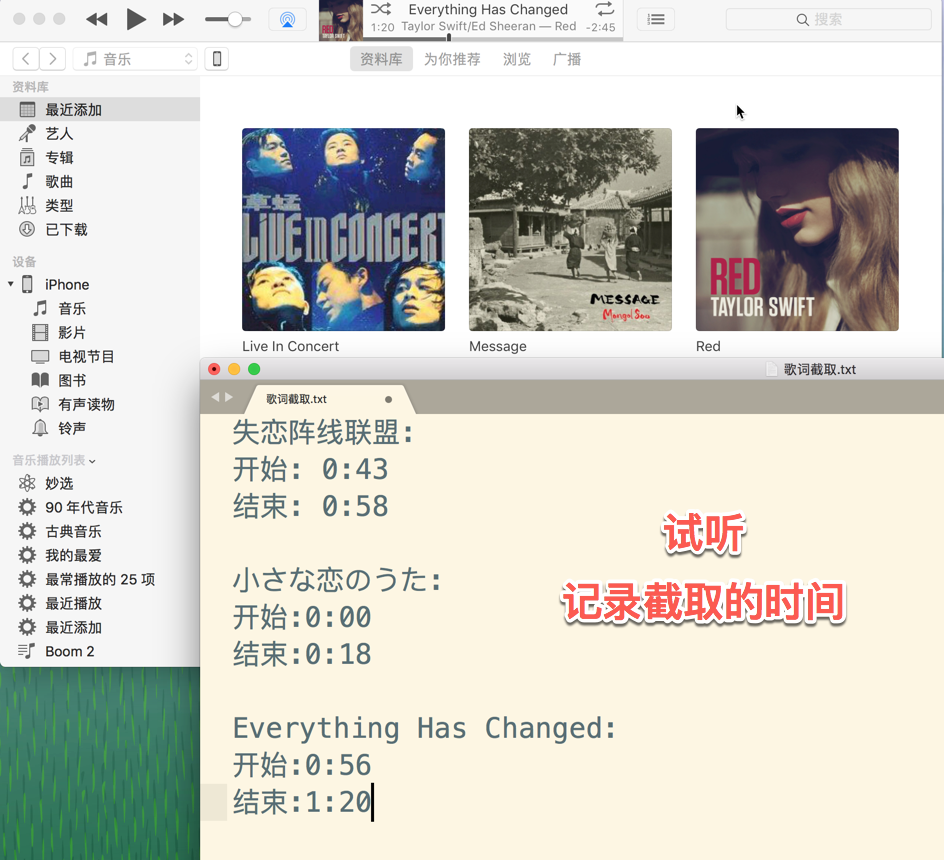 Everything Has Changed
1:20 Taylor Swift/Ed Sheeran — Red -2:45
搜索
音乐
资料库 为你推荐 浏览 广播
资料库
最近添加
艺人
专辑
歌曲
类型
已下载
设备
iPhone
音乐
影片
电视节目
图书
有声读物
铃声
音乐播放列表
妙选
90 年代音乐
古典音乐
我的最爱
最常播放的 25 项
最近播放
最近添加
Boom 2
草蜢
LIVE IN CONCERT
MESSAGE
Mongol800
RED
TAYLOR SWIFT
Live In Concert
Message
Red
歌词截取.txt
歌词截取.txt
失恋阵线联盟:
开始: 0:43
结束: 0:58
小さな恋のうた:
开始:0:00
结束:0:18
Everything Has Changed:
开始:0:56
结束:1:20
试听
记录截取的时间